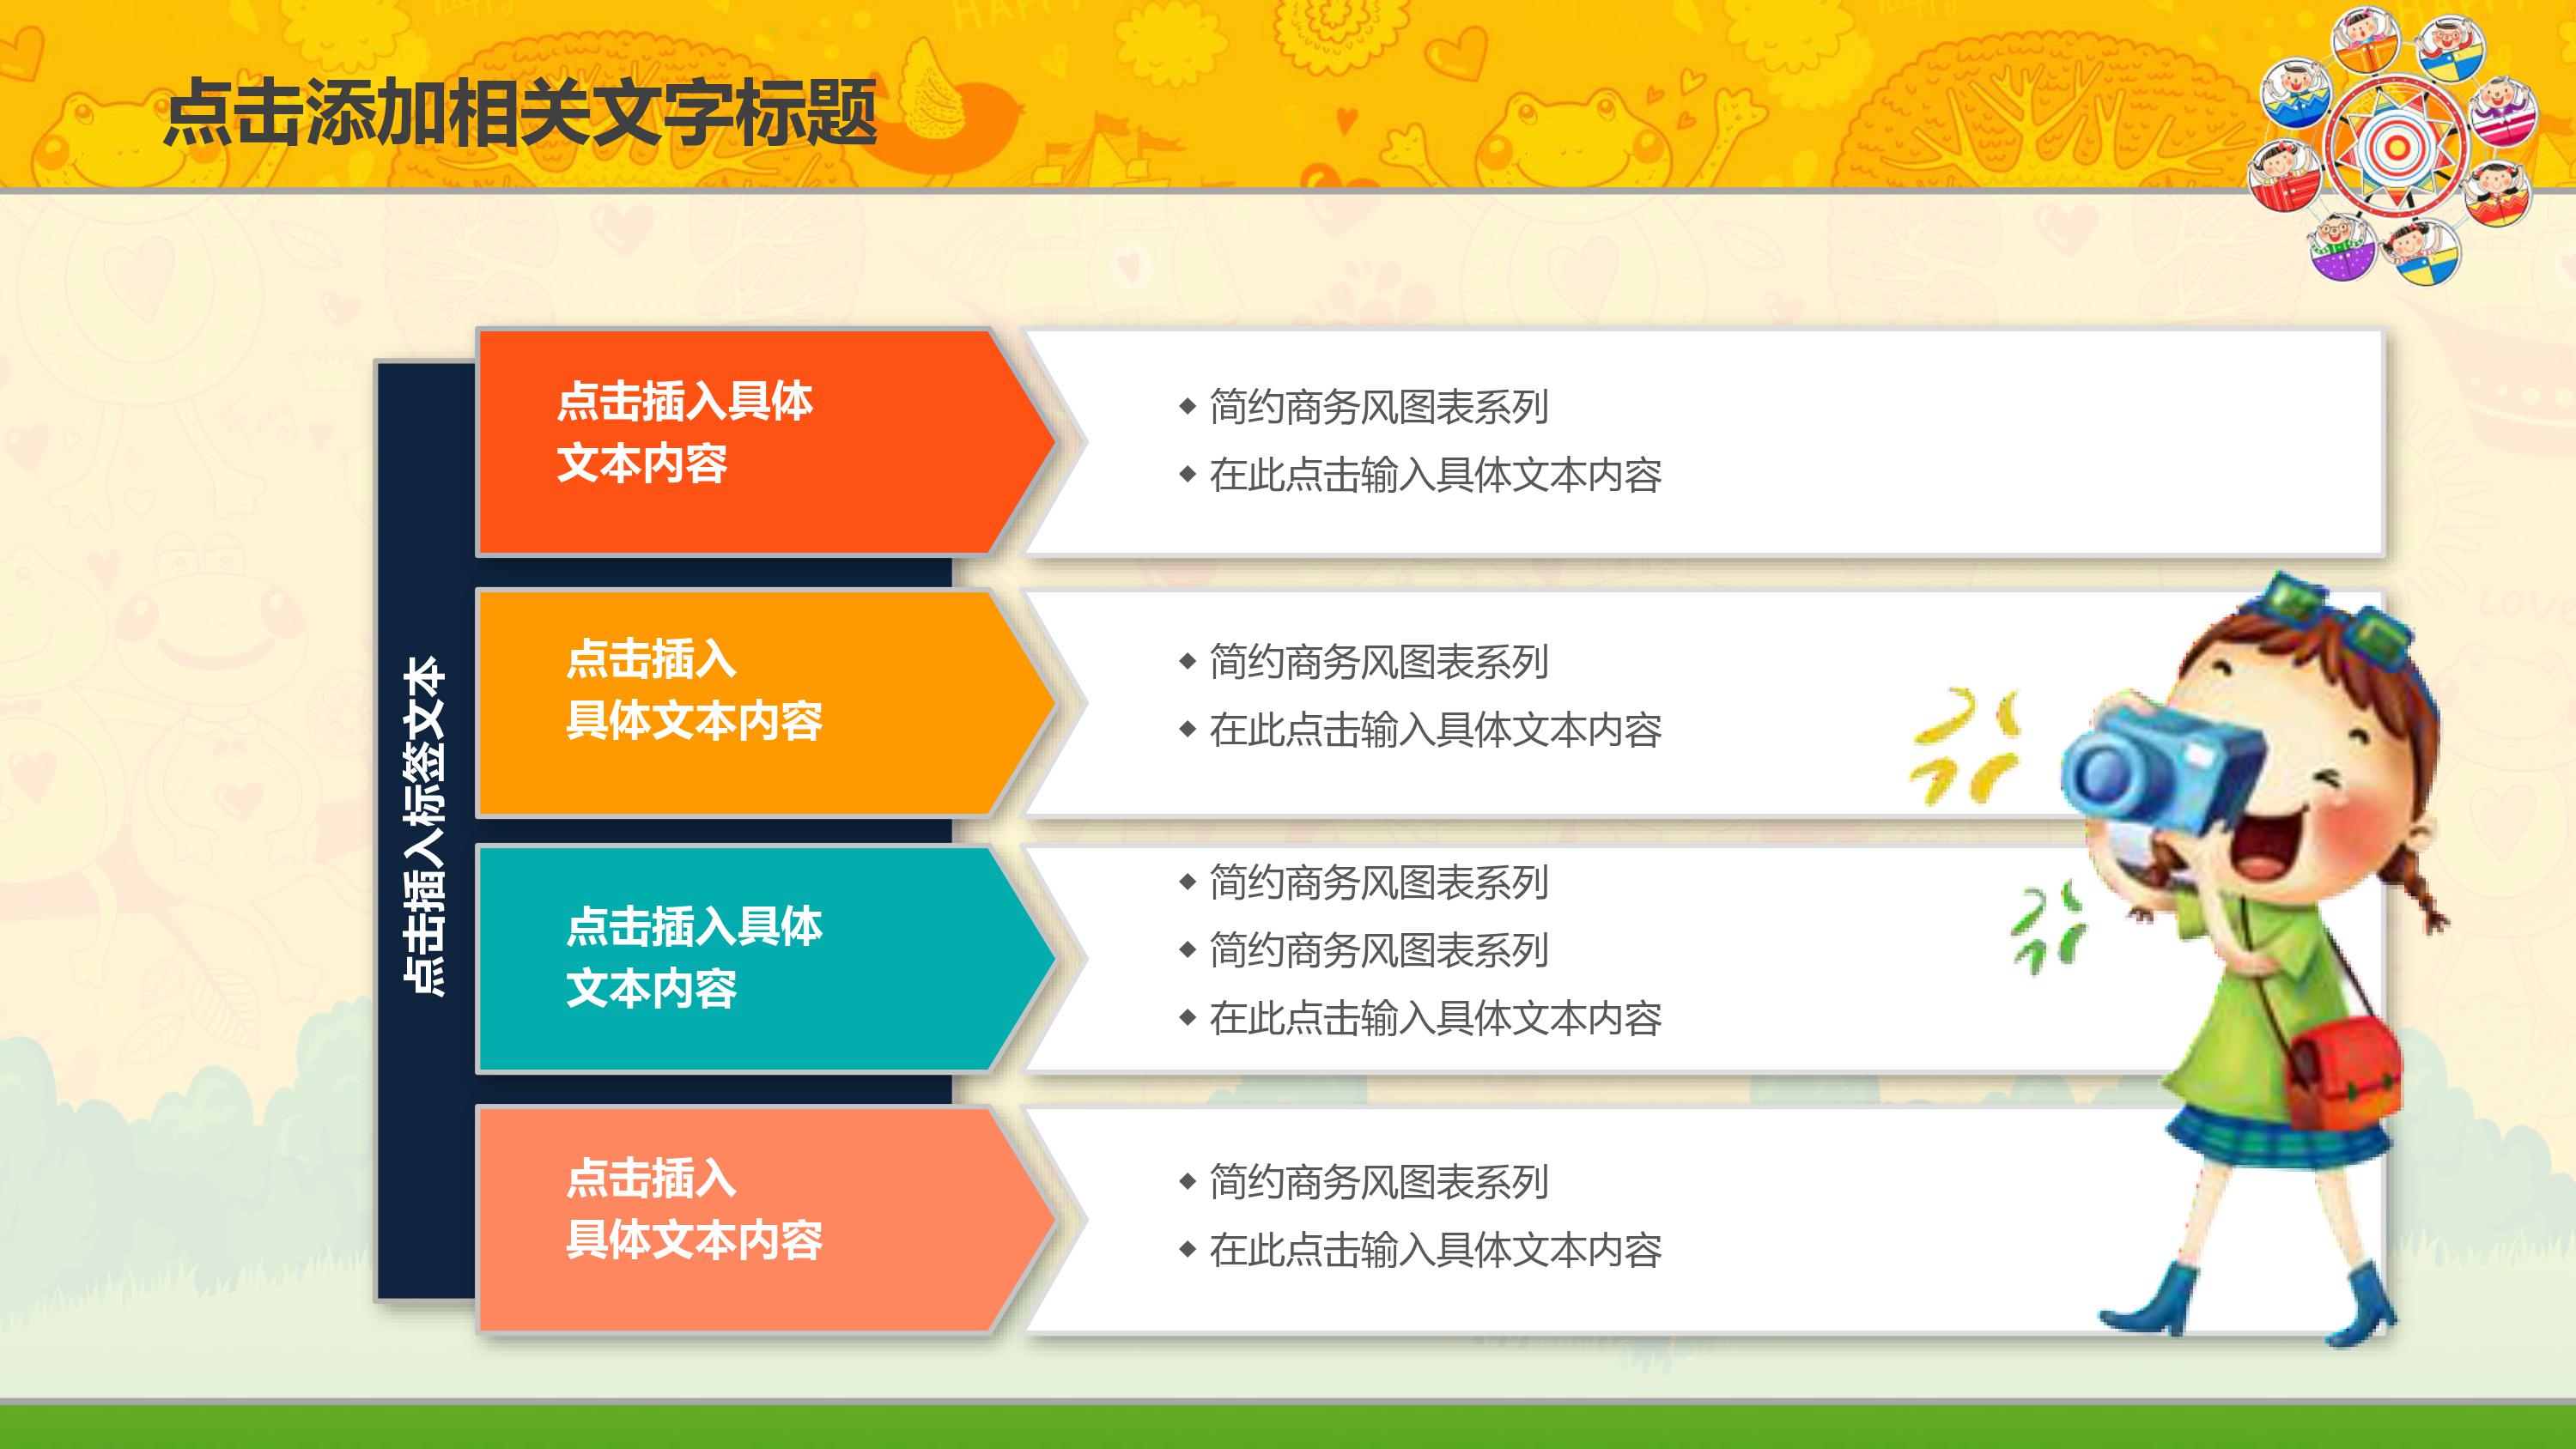 点击添加相关文字标题
点击插入标签文本
点击插入具体
文本内容
简约商务风图表系列
在此点击输入具体文本内容
点击插入
具体文本内容
简约商务风图表系列
在此点击输入具体文本内容
点击插入具体
文本内容
简约商务风图表系列
简约商务风图表系列
在此点击输入具体文本内容
点击插入
具体文本内容
简约商务风图表系列
在此点击输入具体文本内容